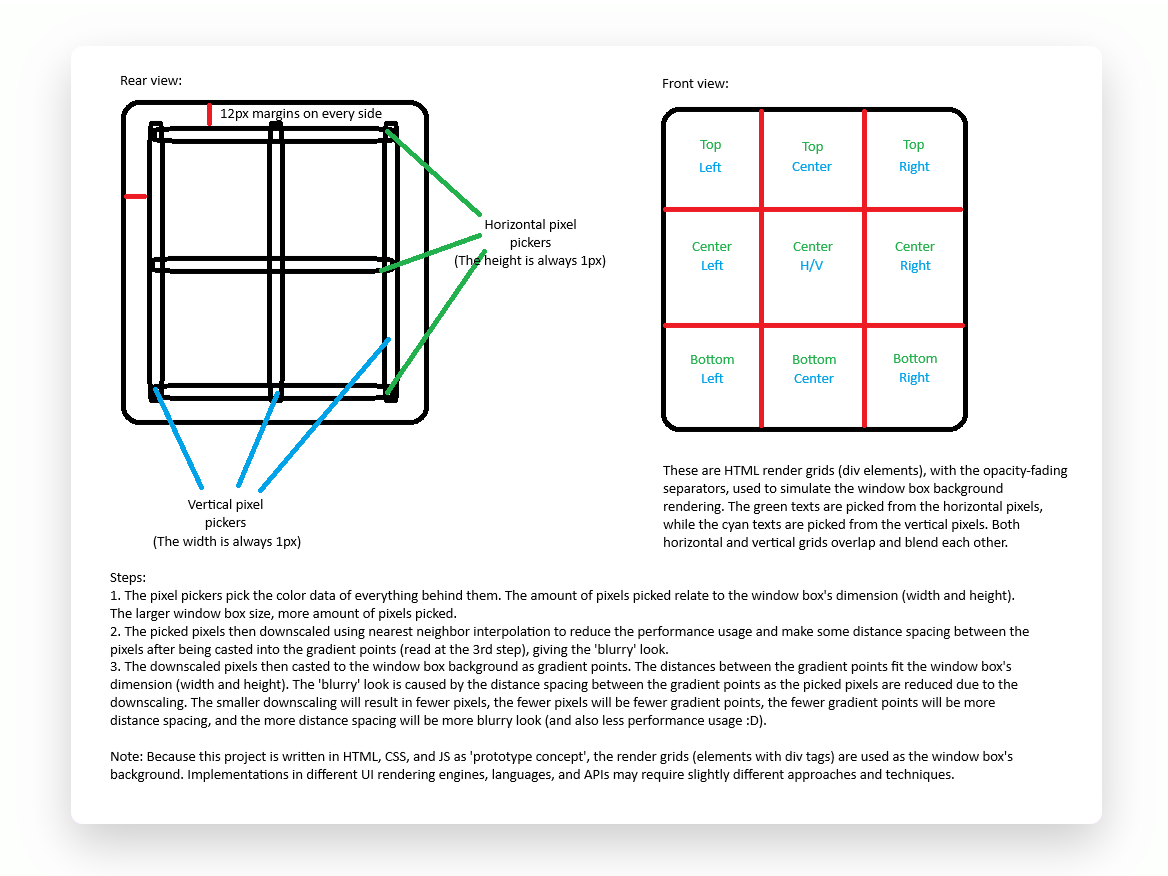 Rear view:
12px margins on every side
Horizontal pixel
pickers
(The height is always 1px)
Vertical pixel
pickers
(The width is always 1px)
Front view:
Top
Left
Top
Center
Top
Right
Center
Left
Center
H/V
Center
Right
Bottom
Left
Bottom
Center
Bottom
Right
These are HTML render grids (div elements), with the opacity-fading
separators, used to simulate the window box background
rendering. The green texts are picked from the horizontal pixels,
while the cyan texts are picked from the vertical pixels. Both
horizontal and vertical grids overlap and blend each other.
Steps:
1. The pixel pickers pick the color data of everything behind them. The amount of pixels picked relate to the window box's dimension (width and height).
The larger window box size, more amount of pixels picked.
2. The picked pixels then downscaled using nearest neighbor interpolation to reduce the performance usage and make some distance spacing between the
pixels after being casted into the gradient points (read at the 3rd step), giving the 'blurry' look.
3. The downscaled pixels then casted to the window box background as gradient points. The distances between the gradient points fit the window box's
dimension (width and height). The 'blurry' look is caused by the distance spacing between the gradient points as the picked pixels are reduced due to the
downscaling. The smaller downscaling will result in fewer pixels, the fewer pixels will be fewer gradient points, the fewer gradient points will be more
distance spacing, and the more distance spacing will be more blurry look (and also less performance usage :D).
Note: Because this project is written in HTML, CSS, and JS as 'prototype concept', the render grids (elements with div tags) are used as the window box's
background. Implementations in different UI rendering engines, languages, and APIs may require slightly different approaches and techniques.